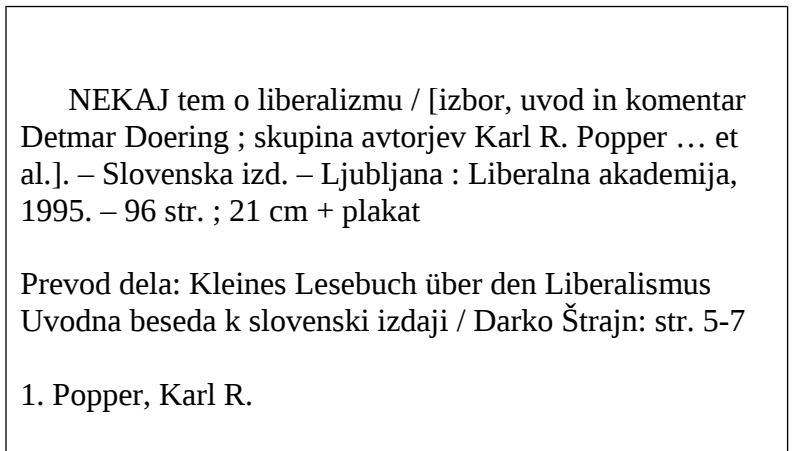 NEKAJ tem o liberalizmu / [izbor, uvod in komentar
Detmar Doering ; skupina avtorjev Karl R. Popper … et
al.]. – Slovenska izd. – Ljubljana : Liberalna akademija,
1995. – 96 str. ; 21 cm + plakat
Prevod dela: Kleines Lesebuch über den Liberalismus
Uvodna beseda k slovenski izdaji / Darko Štrajn: str. 5-7
1. Popper, Karl R.